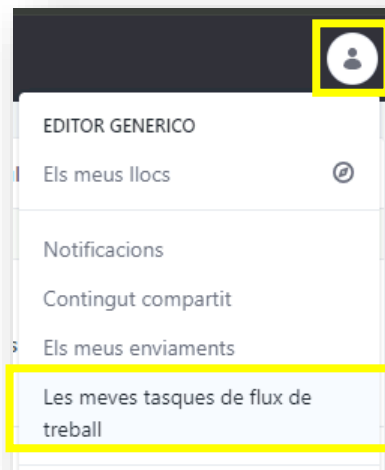 EDITOR GENERICO
Els meus llocs
Notificacions
Contingut compartit
Els meus enviaments
Les meves tasques de flux de
treball